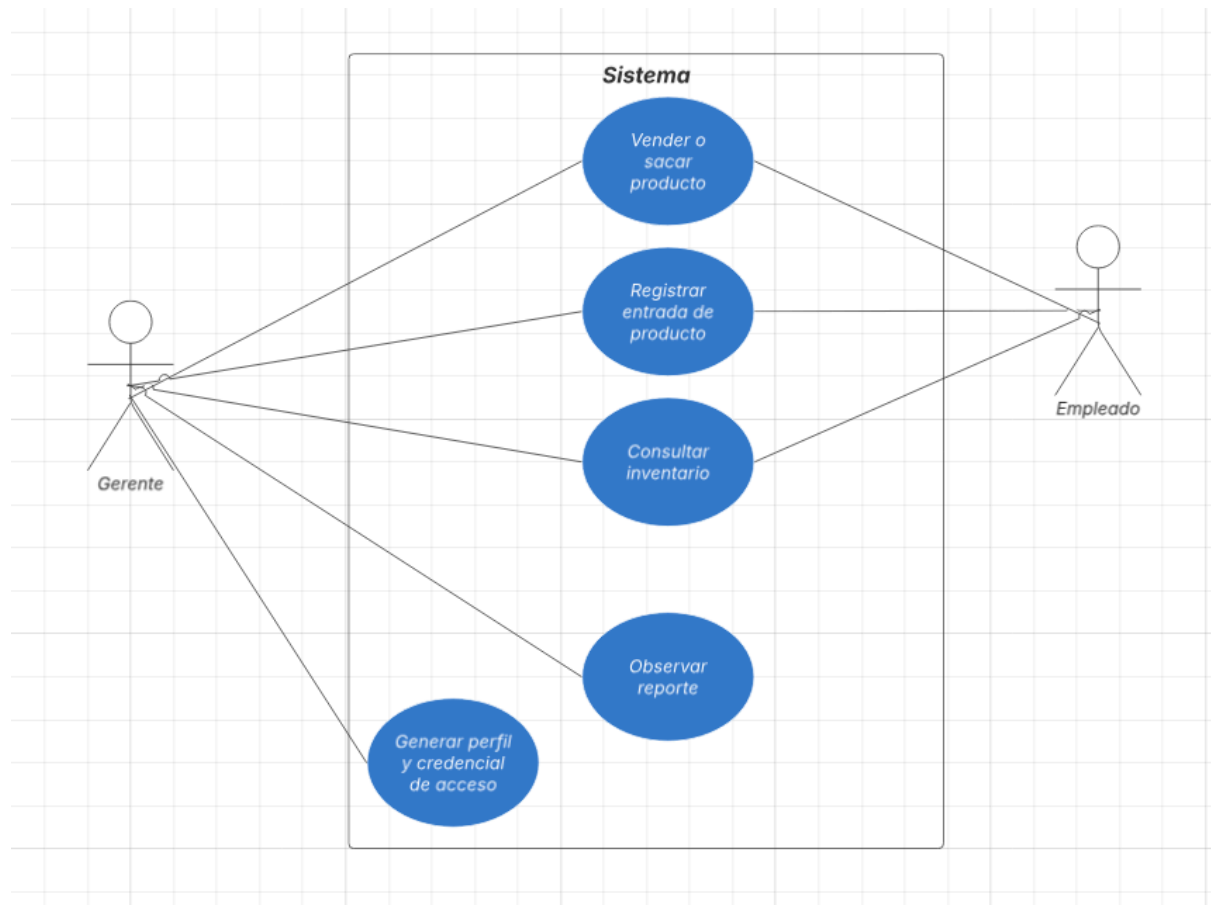 Sistema
Vender o
sacar
producto
Registrar
entrada de
producto
Consultar
inventario
Observar
reporte
Generar perfil
y credencial
de acceso
Gerente
Empleado